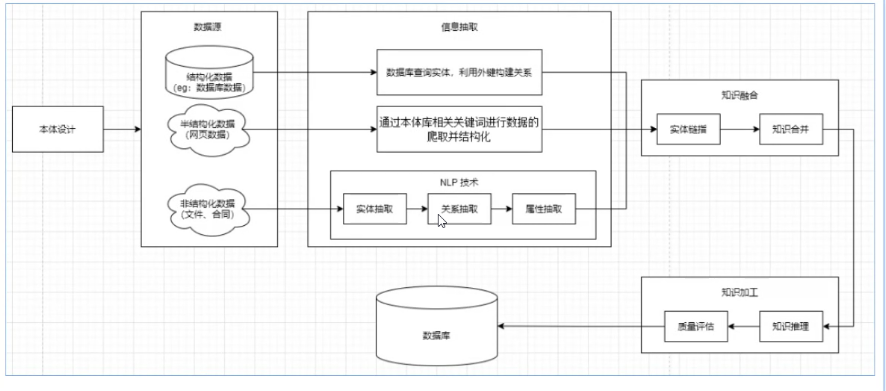 数据源
信息抽取
结构化数据
(eg：数据库数据)
数据库查询实体，利用外键构建关系
知识融合
本体设计
半结构化数据
(网页数据)
通过本体库相关关键词进行数据的
爬取并结构化
实体链指
知识合并
NLP 技术
非结构化数据
(文件、合同)
实体抽取
关系抽取
属性抽取
知识加工
数据库
质量评估
知识推理